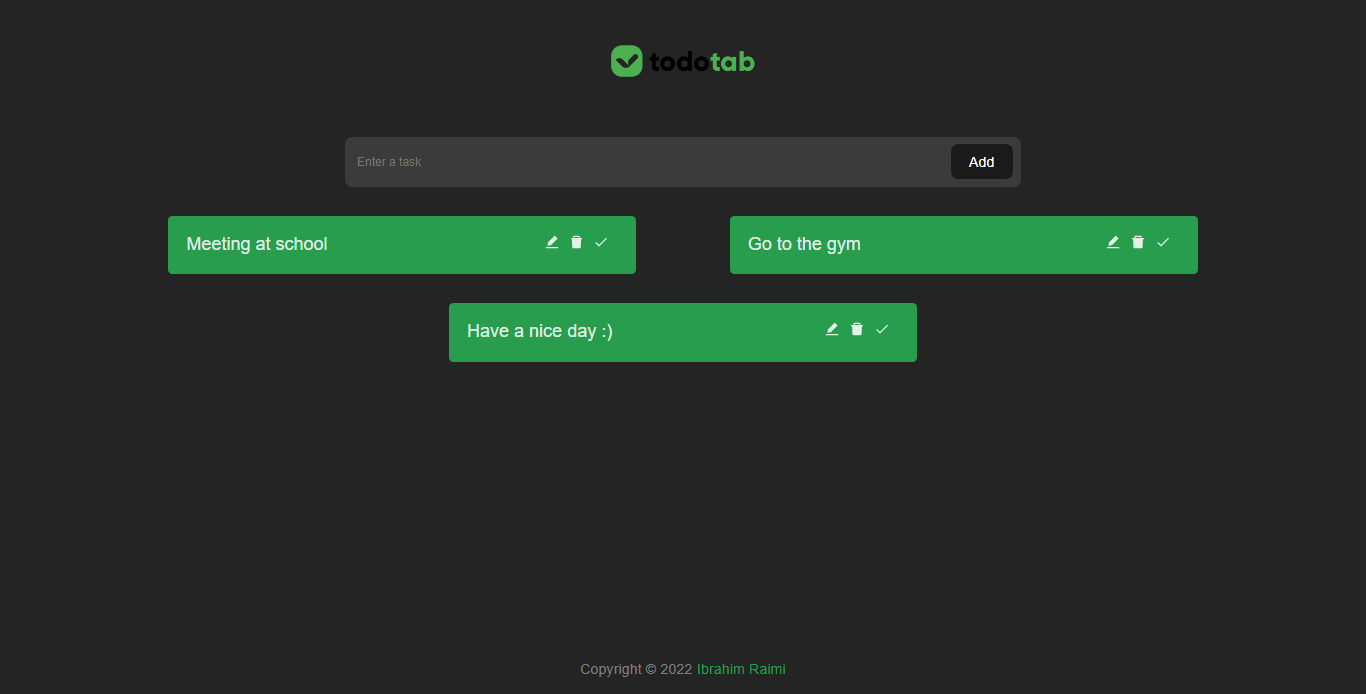 todotab
Enter a task
Add
Meeting at school
Go to the gym
Have a nice day :)
Copyright © 2022 Ibrahim Raimi